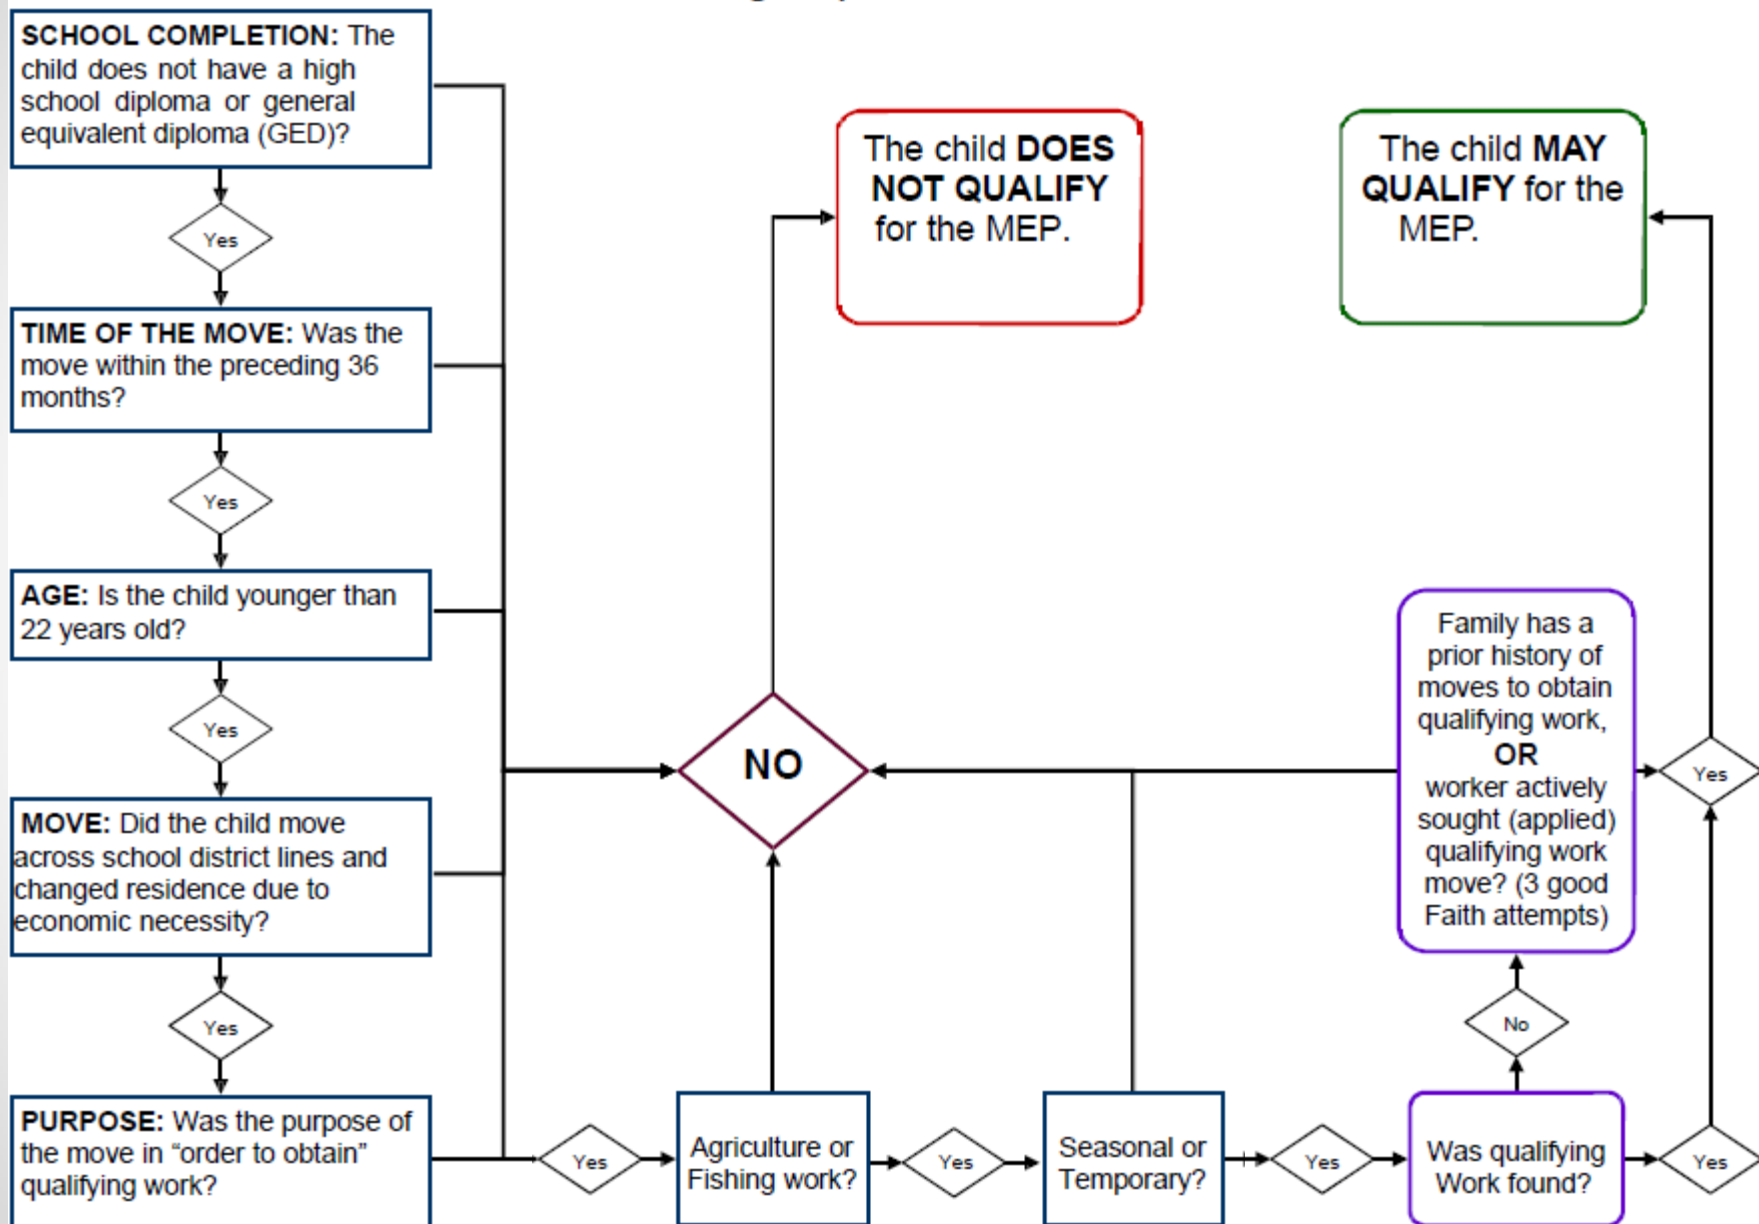 SCHOOL COMPLETION: The
child does not have a high
school diploma or general
equivalent diploma (GED)?
Yes
TIME OF THE MOVE: Was the
move within the preceding 36
months?
Yes
AGE: Is the child younger than
22 years old?
Yes
MOVE: Did the child move
across school district lines and
changed residence due to
economic necessity?
Yes
PURPOSE: Was the purpose of
the move in “order to obtain”
qualifying work?
Yes
Agriculture or
Fishing work?
Yes
Seasonal or
Temporary?
Yes
Was qualifying
Work found?
Yes
No
Family has a
prior history of
moves to obtain
qualifying work,
OR
worker actively
sought (applied)
qualifying work
move? (3 good
Faith attempts)
Yes
NO
The child DOES
NOT QUALIFY
for the MEP.
The child MAY
QUALIFY for the
MEP.